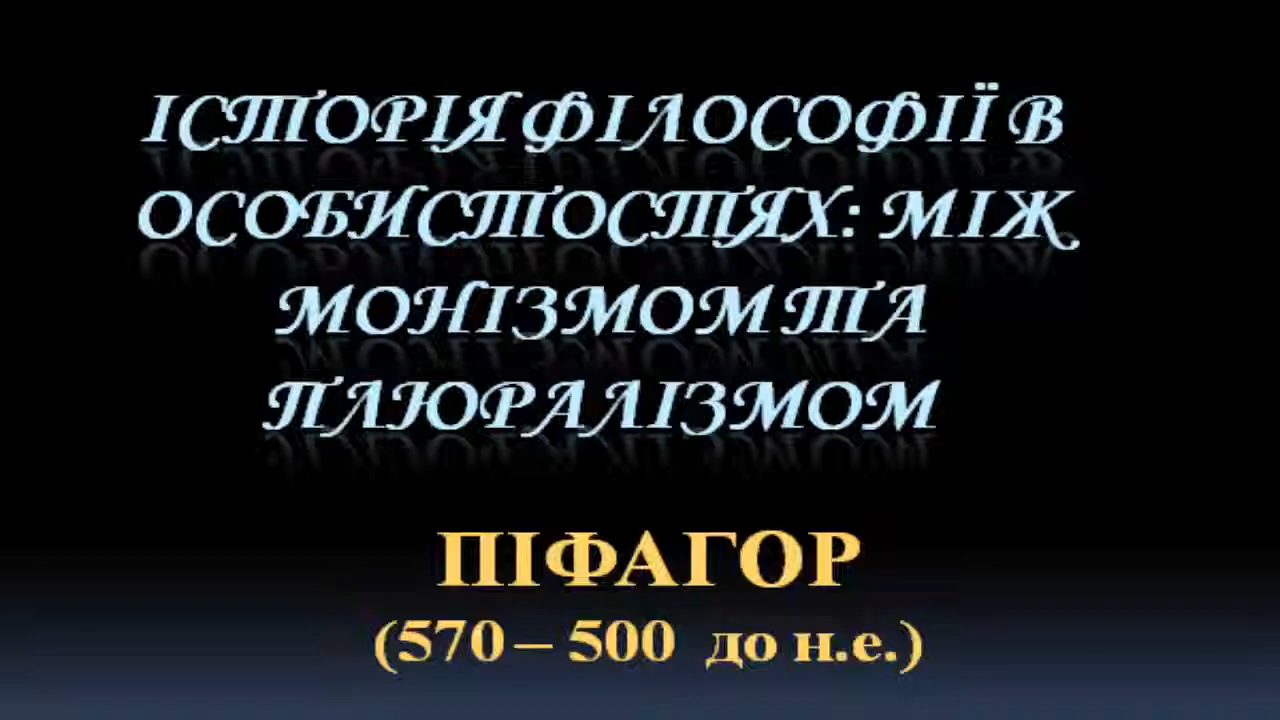 ІСТОРІЯ ФІЛОСОФІЇ В
ОСОБИСТОСТЯХ: МІЖ
МОНІЗМОМ ТА
ПЛЮРАЛІЗМОМ
ПІФАГОР
(570 – 500 до н.е.)